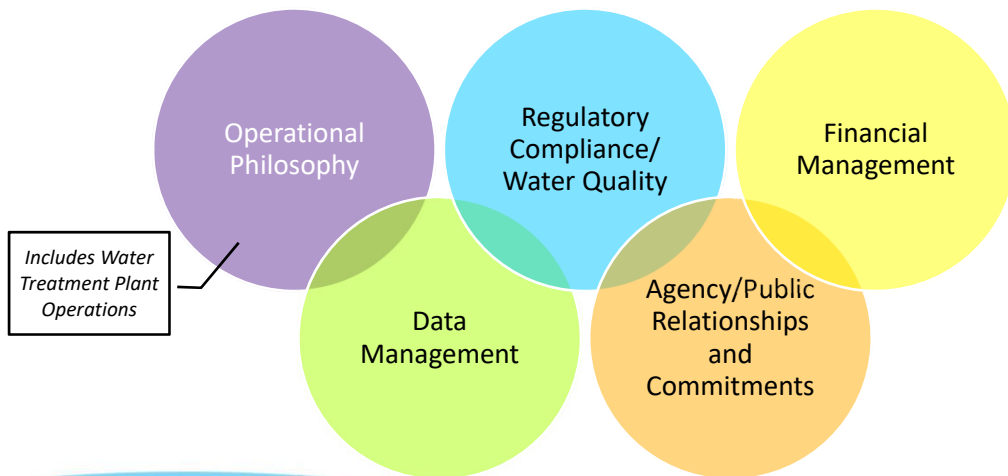 Operational
Philosophy
Regulatory
Compliance/
Water Quality
Financial
Management
Includes Water
Treatment Plant
Operations
Data
Management
Agency/Public
Relationships
and
Commitments